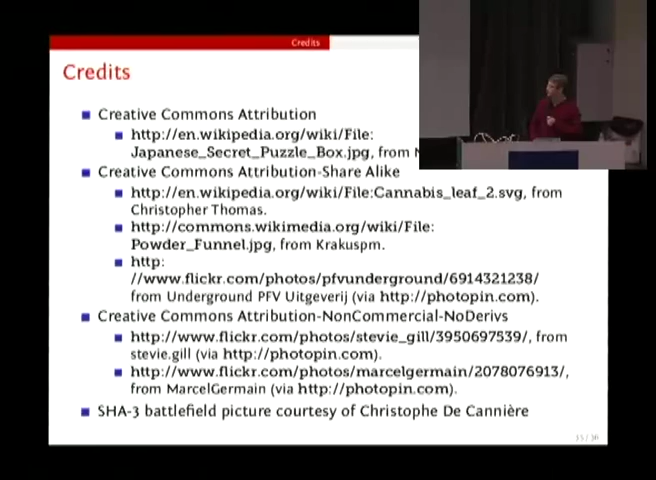 Credits
Credits
Creative Commons Attribution
http://en.wikipedia.org/wiki/File:
Japanese_Secret_Puzzle_Box.jpg, from
Creative Commons Attribution-Share Alike
http://en.wikipedia.org/wiki/File:Cannabis_leaf_2.svg, from
Christopher Thomas.
http://commons.wikimedia.org/wiki/File:
Powder_Funnel.jpg, from Krakuspm.
http:
//www.flickr.com/photos/pfvunderground/6914321238/
from Underground PFV Uitgeverij (via http://photopin.com).
Creative Commons Attribution-NonCommercial-NoDerivs
http://www.flickr.com/photos/stevie_gill/3950697539/, from
stevie.gill (via http://photopin.com).
http://www.flickr.com/photos/marcelgermain/2078076913/,
from MarcelGermain (via http://photopin.com).
SHA-3 battlefield picture courtesy of Christophe De Cannière